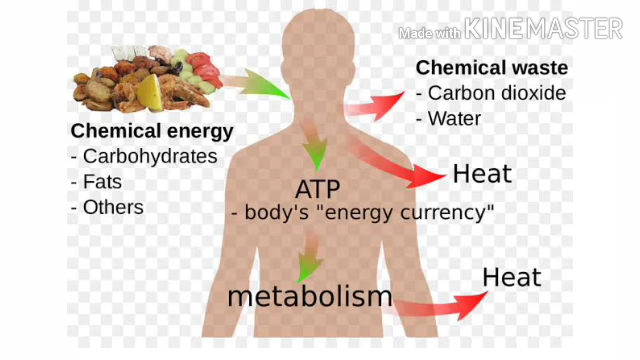 Made with KINEMASTER
Chemical waste
- Carbon dioxide
- Water
Chemical energy
- Carbohydrates
- Fats
- Others
Heat
ATP
- body's "energy currency"
Heat
metabolism